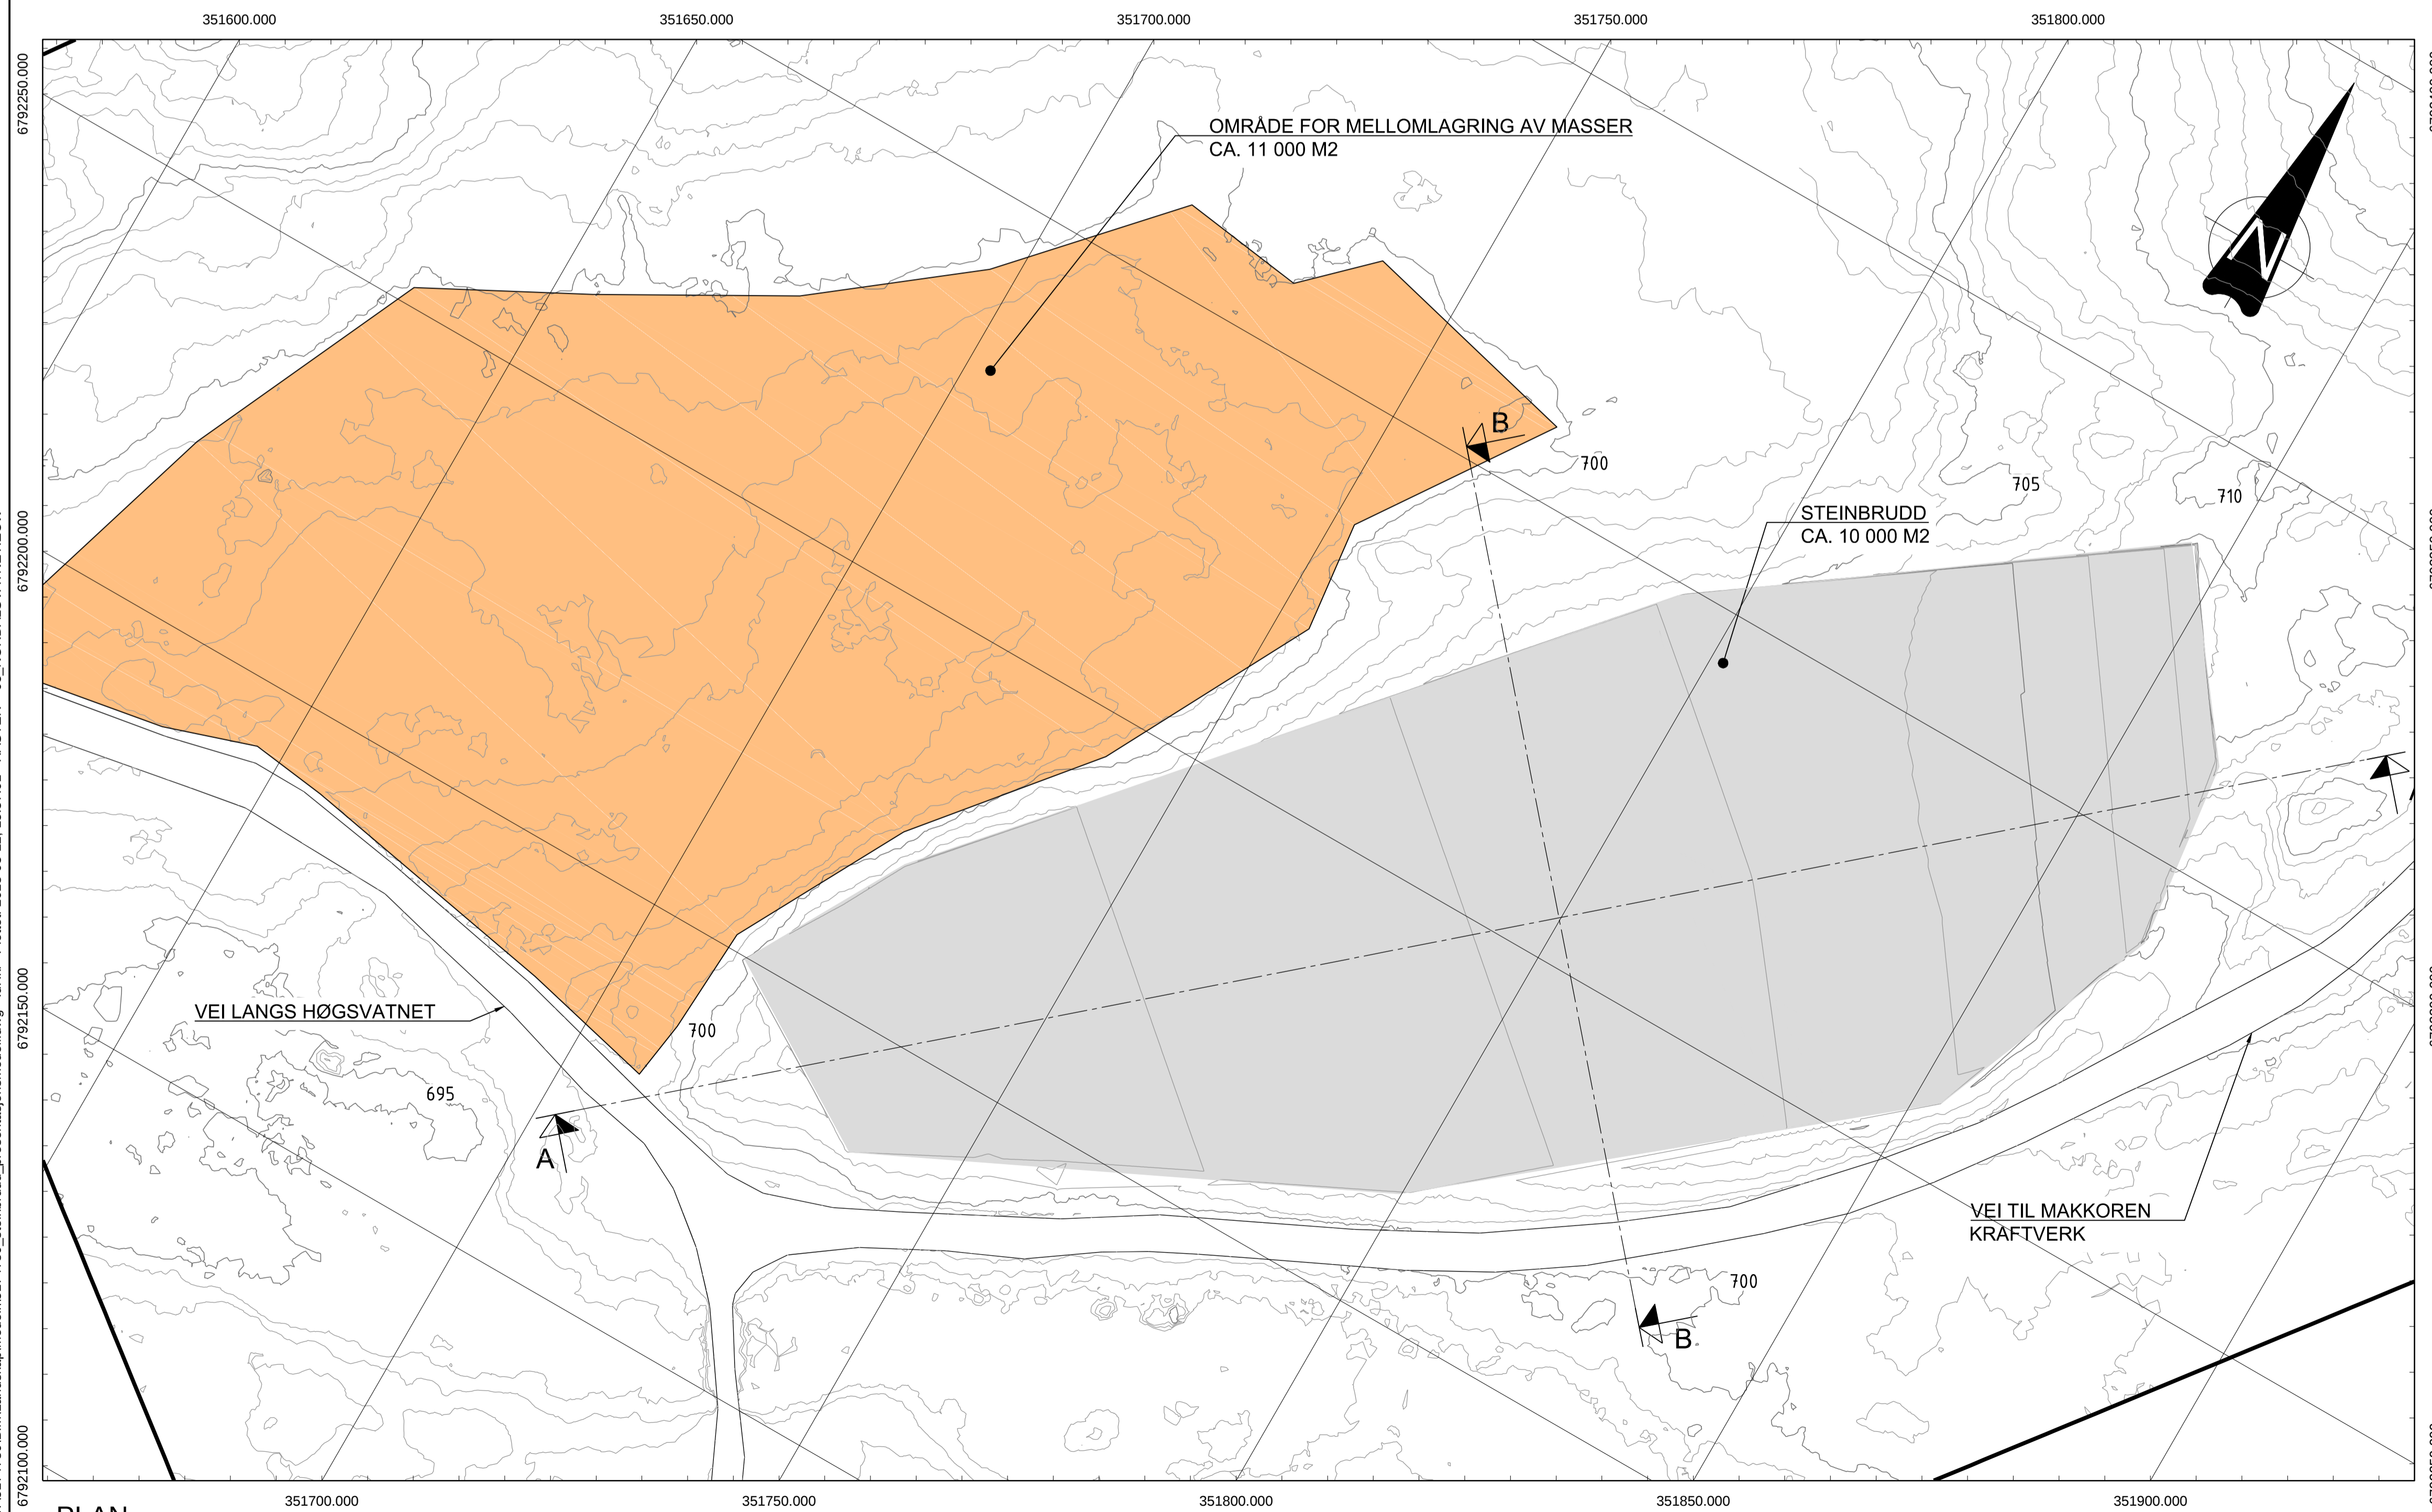 351600.000
351650.000
351700.000
351750.000
351800.000
6792250.000
OMRÅDE FOR MELLOMLAGRING AV MASSER
CA. 11 000 M2
N
B
700
705
710
STEINBRUDD
CA. 10 000 M2
6792200.000
6792150.000
VEI LANGS HØGSVATNET
700
695
A
VEI TIL MAKKOREN
KRAFTVERK
700
B
6792100.000
PLAN
351700.000
351750.000
351800.000
351850.000
351900.000